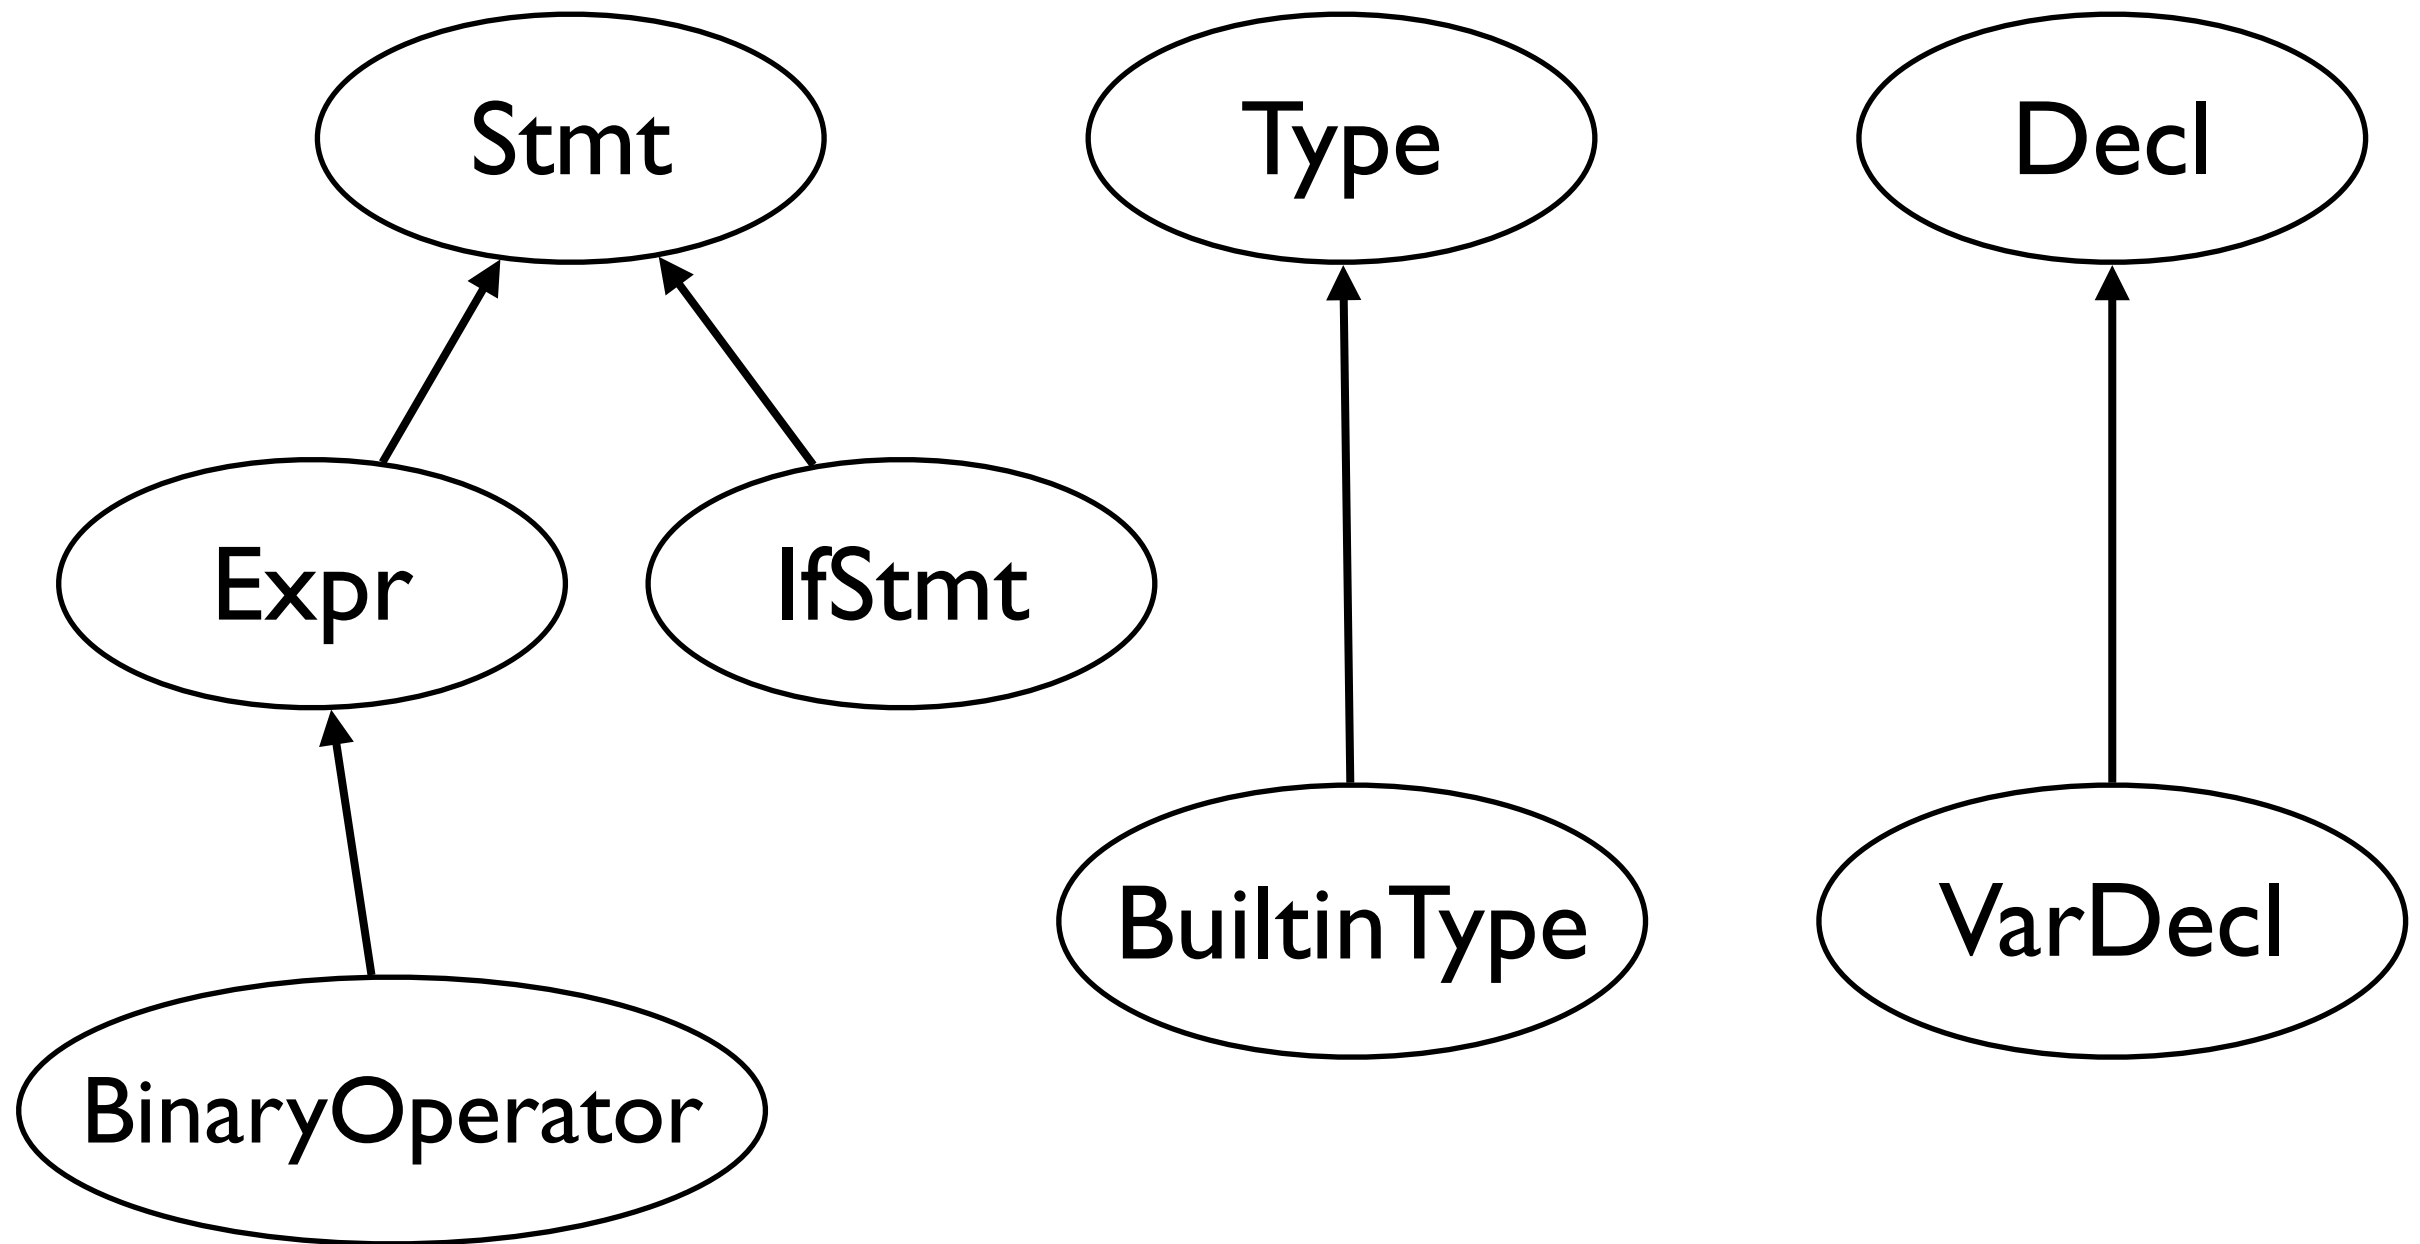 Stmt
Type
Decl
Expr
IfStmt
BuiltinType
VarDecl
BinaryOperator